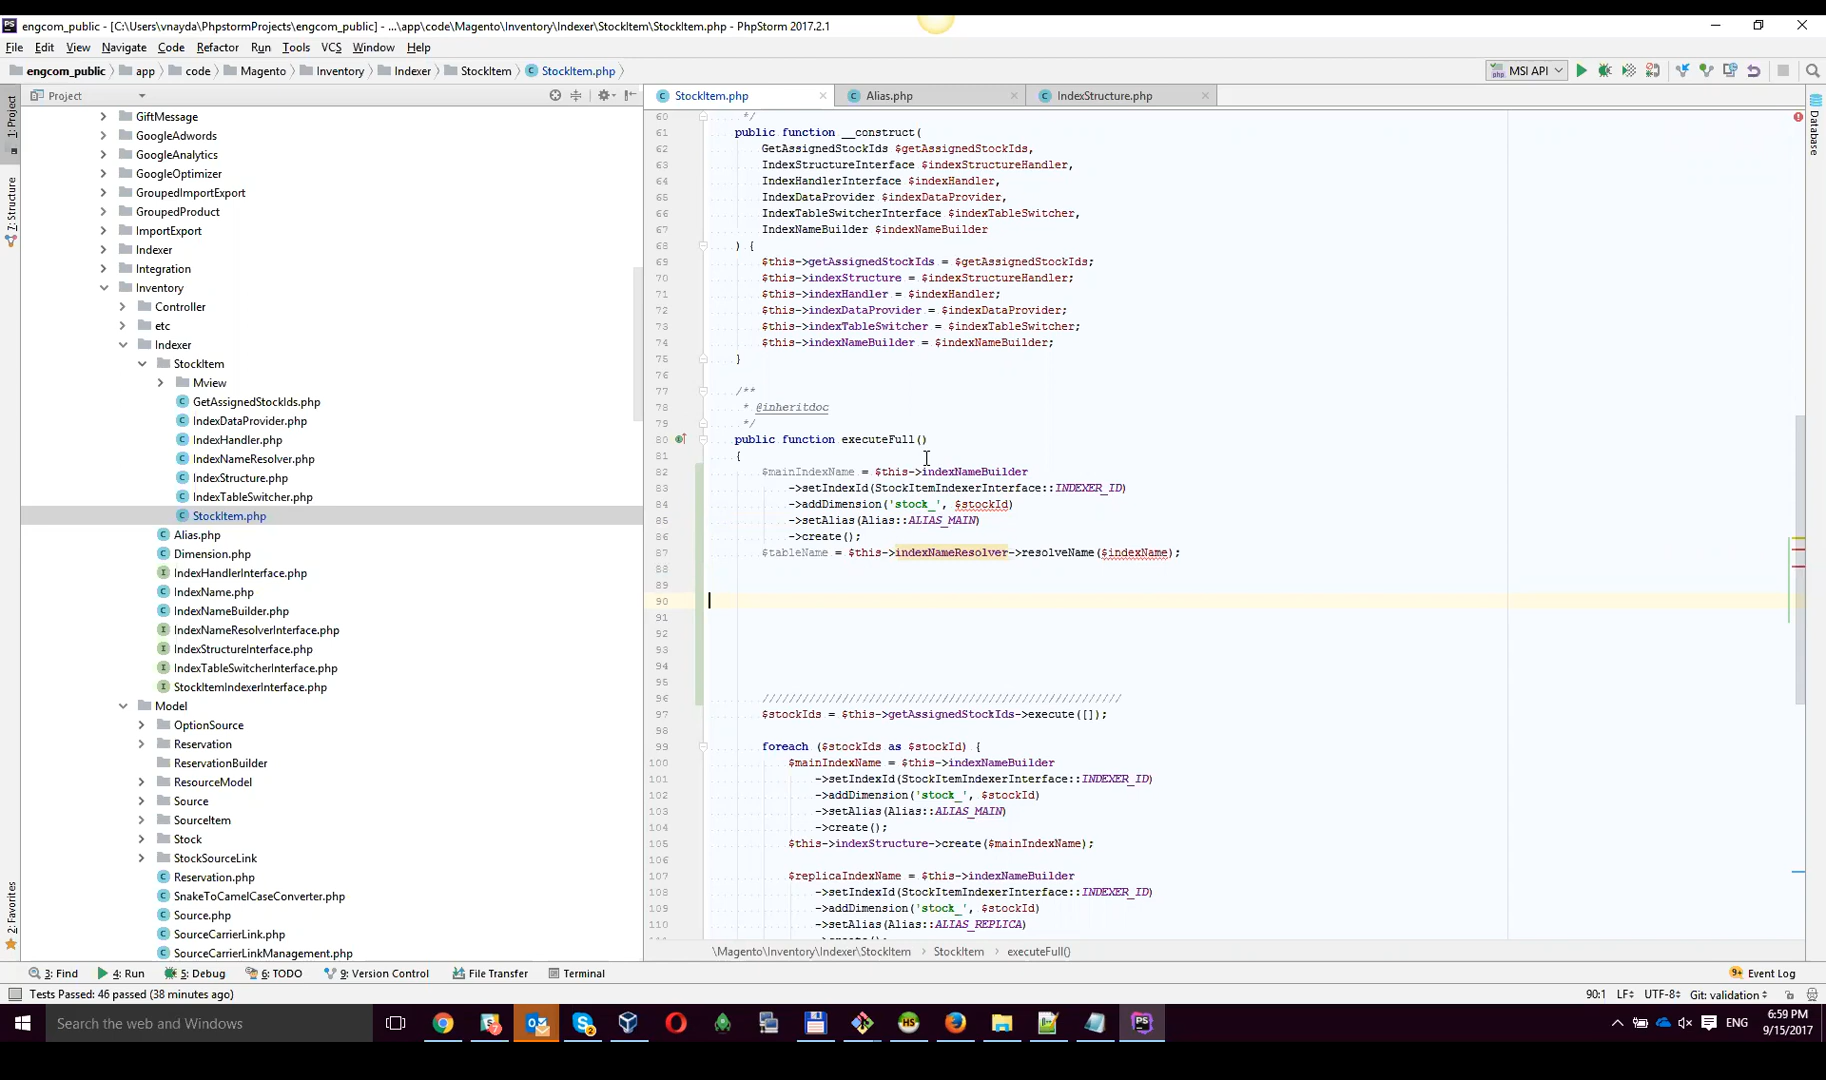 engcom_public - [C:\Users\vnayda\PhpstormProjects\engcom_public] - ...\app\code\Magento\Inventory\Indexer\StockItem\StockItem.php - PhpStorm 2017.2.1
File Edit View Navigate Code Refactor Run Tools VCS Window Help
engcom_public app code Magento Inventory Indexer StockItem StockItem.php MSI API
Project
StockItem.php Alias.php IndexStructure.php
1: Project
7: Structure
2: Favorites
Database
GiftMessage
GoogleAdwords
GoogleAnalytics
GoogleOptimizer
GroupedImportExport
GroupedProduct
ImportExport
Indexer
Integration
Inventory
Controller
etc
Indexer
StockItem
Mview
GetAssignedStockIds.php
IndexDataProvider.php
IndexHandler.php
IndexNameResolver.php
IndexStructure.php
IndexTableSwitcher.php
StockItem.php
Alias.php
Dimension.php
IndexHandlerInterface.php
IndexName.php
IndexNameBuilder.php
IndexNameResolverInterface.php
IndexStructureInterface.php
IndexTableSwitcherInterface.php
StockItemIndexerInterface.php
Model
OptionSource
Reservation
ReservationBuilder
ResourceModel
Source
SourceItem
Stock
StockSourceLink
Reservation.php
SnakeToCamelCaseConverter.php
Source.php
SourceCarrierLink.php
SourceCarrierLinkManagement.php
60 */
61 public function __construct(
62 GetAssignedStockIds $getAssignedStockIds,
63 IndexStructureInterface $indexStructureHandler,
64 IndexHandlerInterface $indexHandler,
65 IndexDataProvider $indexDataProvider,
66 IndexTableSwitcherInterface $indexTableSwitcher,
67 IndexNameBuilder $indexNameBuilder
68 ) {
69 $this->getAssignedStockIds = $getAssignedStockIds;
70 $this->indexStructure = $indexStructureHandler;
71 $this->indexHandler = $indexHandler;
72 $this->indexDataProvider = $indexDataProvider;
73 $this->indexTableSwitcher = $indexTableSwitcher;
74 $this->indexNameBuilder = $indexNameBuilder;
75 }
76
77 /**
78 * @inheritdoc
79 */
80 public function executeFull()
81 {
82 $mainIndexName = $this->indexNameBuilder
83 ->setIndexId(StockItemIndexerInterface::INDEXER_ID)
84 ->addDimension('stock_', $stockId)
85 ->setAlias(Alias::ALIAS_MAIN)
86 ->create();
87 $tableName = $this->indexNameResolver->resolveName($indexName);
88
89
90
91
92
93
94
95
96 //////////////////////////////////////////////////////
97 $stockIds = $this->getAssignedStockIds->execute([]);
98
99 foreach ($stockIds as $stockId) {
100 $mainIndexName = $this->indexNameBuilder
101 ->setIndexId(StockItemIndexerInterface::INDEXER_ID)
102 ->addDimension('stock_', $stockId)
103 ->setAlias(Alias::ALIAS_MAIN)
104 ->create();
105 $this->indexStructure->create($mainIndexName);
106
107 $replicaIndexName = $this->indexNameBuilder
108 ->setIndexId(StockItemIndexerInterface::INDEXER_ID)
109 ->addDimension('stock_', $stockId)
110 ->setAlias(Alias::ALIAS_REPLICA)
\Magento\Inventory\Indexer\StockItem StockItem executeFull()
3: Find 4: Run 5: Debug 6: TODO 9: Version Control File Transfer Terminal 9+ Event Log
Tests Passed: 46 passed (38 minutes ago) 90:1 LF UTF-8 Git: validation
Search the web and Windows
ENG
6:59 PM
9/15/2017